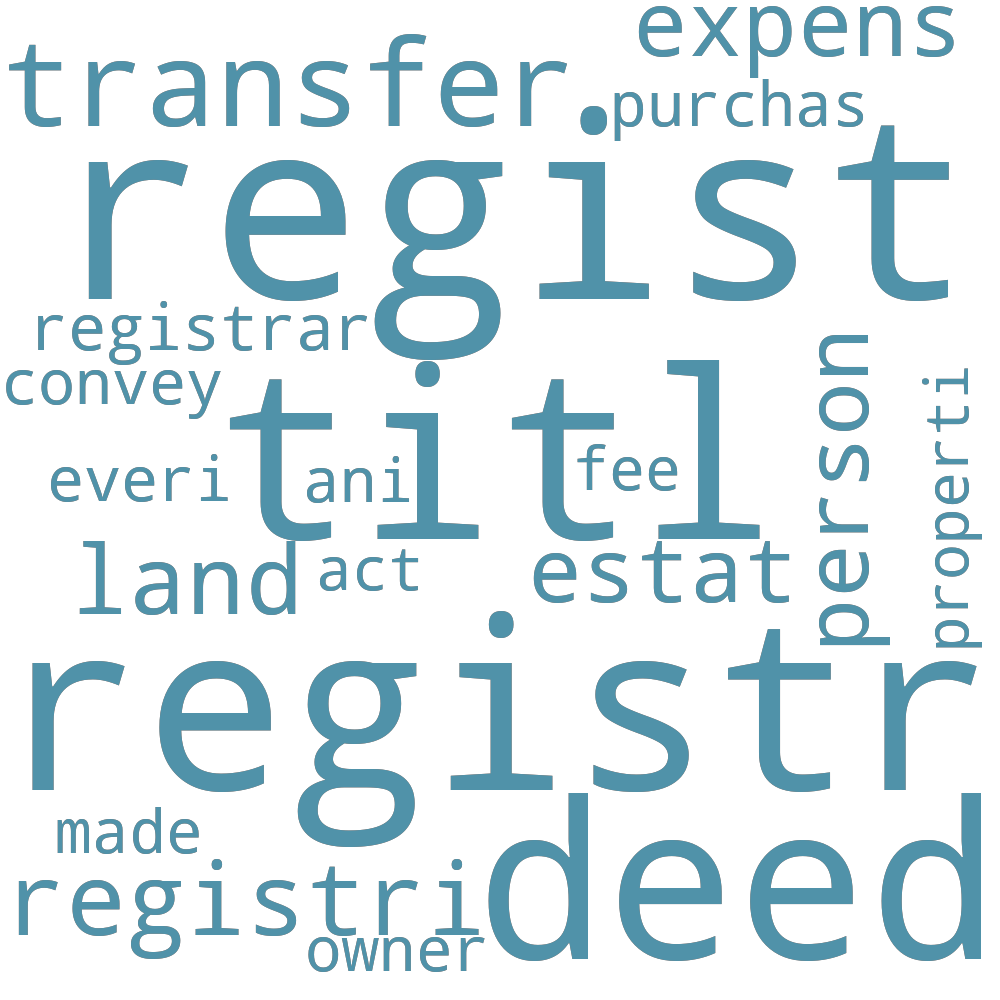 expens
transfer
purchas
regist
registrar
convey
titl
person
properti
everi
ani
fee
land
act
estat
registr
made
deed
registri
owner